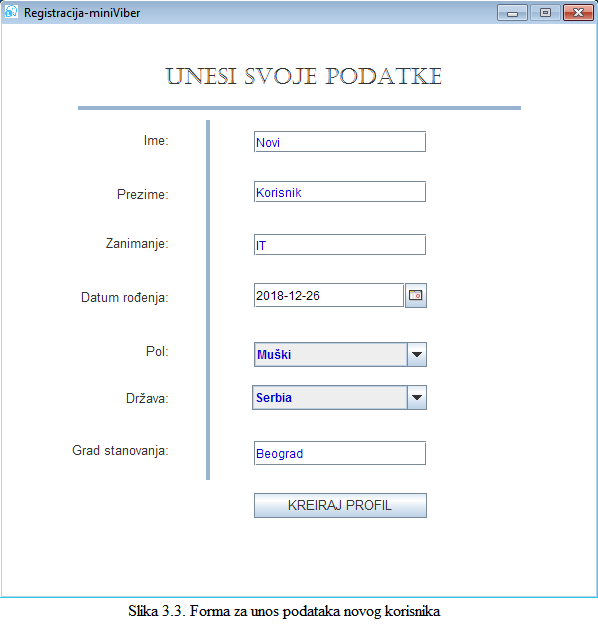 Registracija-miniViber
UNESI SVOJE PODATKE
Ime: Novi
Prezime: Korisnik
Zanimanje: IT
Datum rođenja: 2018-12-26
Pol: Muški
Država: Serbia
Grad stanovanja: Beograd
KREIRAJ PROFIL
Slika 3.3. Forma za unos podataka novog korisnika